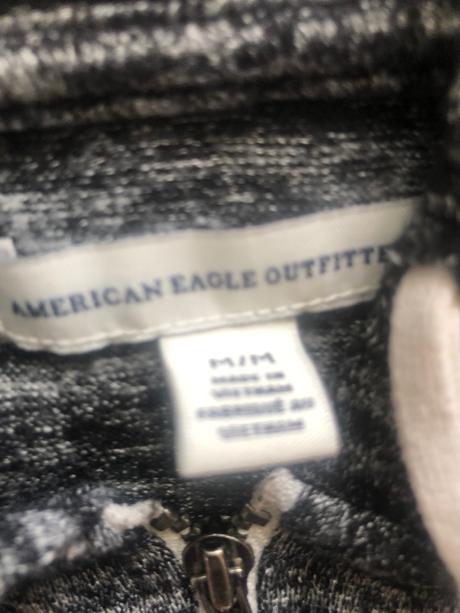 AMERICAN EAGLE OUTFITTE
M/M
MADE IN
VIETNAM
FABRIQUÉ AU
VIETNAM